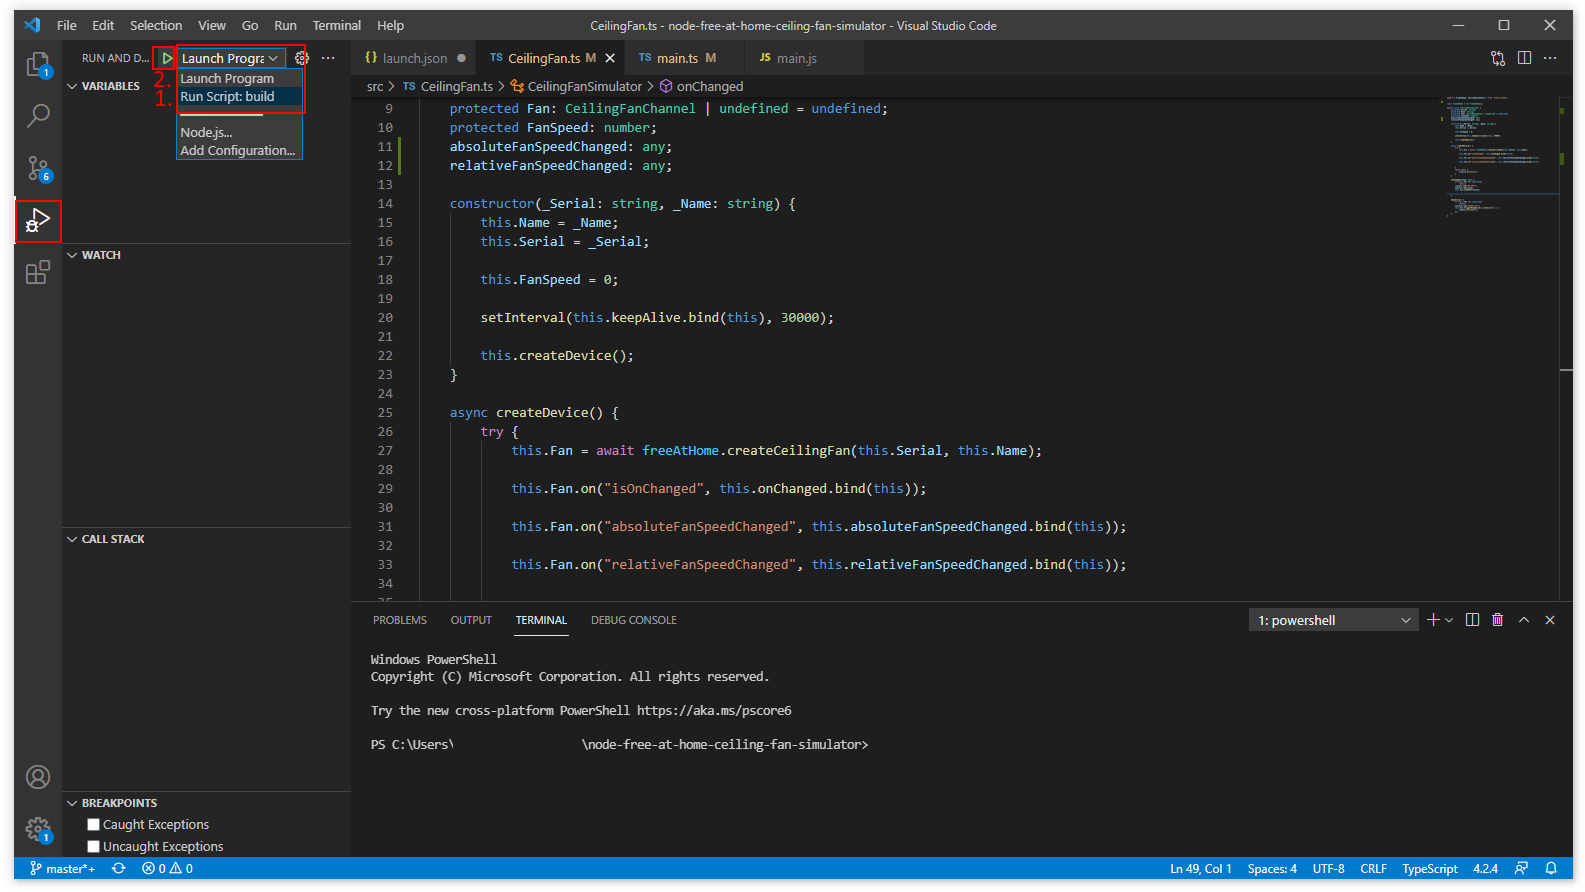 File Edit Selection View Go Run Terminal Help
CeilingFan.ts - node-free-at-home-ceiling-fan-simulator - Visual Studio Code
RUN AND D...
Launch Progra
2.
Launch Program
1.
Run Script: build
Node.js...
Add Configuration...
VARIABLES
WATCH
CALL STACK
BREAKPOINTS
Caught Exceptions
Uncaught Exceptions
1
6
1
{} launch.json
TS CeilingFan.ts M
TS main.ts M
JS main.js
src > TS CeilingFan.ts > CeilingFanSimulator > onChanged
9 protected Fan: CeilingFanChannel | undefined = undefined;
10 protected FanSpeed: number;
11 absoluteFanSpeedChanged: any;
12 relativeFanSpeedChanged: any;
13
14 constructor(_Serial: string, _Name: string) {
15 this.Name = _Name;
16 this.Serial = _Serial;
17
18 this.FanSpeed = 0;
19
20 setInterval(this.keepAlive.bind(this), 30000);
21
22 this.createDevice();
23 }
24
25 async createDevice() {
26 try {
27 this.Fan = await freeAtHome.createCeilingFan(this.Serial, this.Name);
28
29 this.Fan.on("isOnChanged", this.onChanged.bind(this));
30
31 this.Fan.on("absoluteFanSpeedChanged", this.absoluteFanSpeedChanged.bind(this));
32
33 this.Fan.on("relativeFanSpeedChanged", this.relativeFanSpeedChanged.bind(this));
34
PROBLEMS OUTPUT TERMINAL DEBUG CONSOLE
1: powershell
Windows PowerShell
Copyright (C) Microsoft Corporation. All rights reserved.
Try the new cross-platform PowerShell https://aka.ms/pscore6
PS C:\Users\ \node-free-at-home-ceiling-fan-simulator>
master*+ 0 0
Ln 49, Col 1 Spaces: 4 UTF-8 CRLF TypeScript 4.2.4